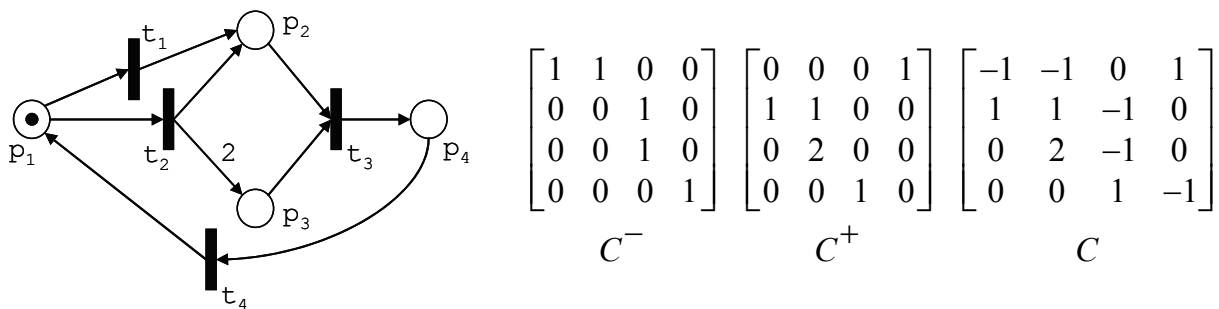 t₁
p₂
p₁
t₂
2
p₃
t₃
p₄
t₄
1 1 0 0
0 0 1 0
0 0 1 0
0 0 0 1
C⁻
0 0 0 1
1 1 0 0
0 2 0 0
0 0 1 0
C⁺
−1 −1 0 1
1 1 −1 0
0 2 −1 0
0 0 1 −1
C